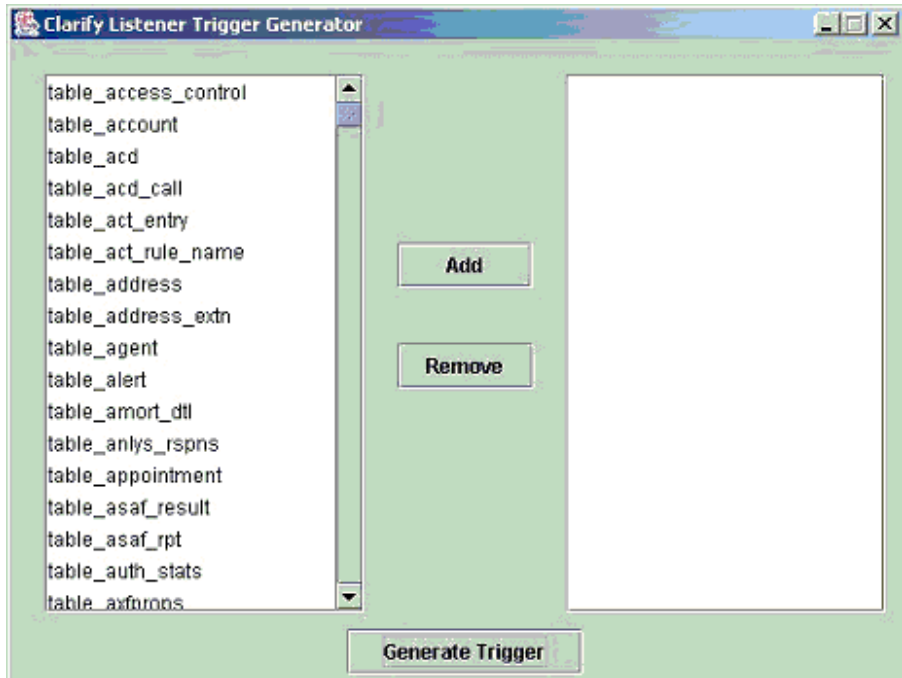 Clarify Listener Trigger Generator
table_access_control
table_account
table_acd
table_acd_call
table_act_entry
table_act_rule_name
table_address
table_address_extn
table_agent
table_alert
table_amort_dtl
table_anlys_rspns
table_appointment
table_asaf_result
table_asaf_rpt
table_auth_stats
table_axfprops
Add
Remove
Generate Trigger